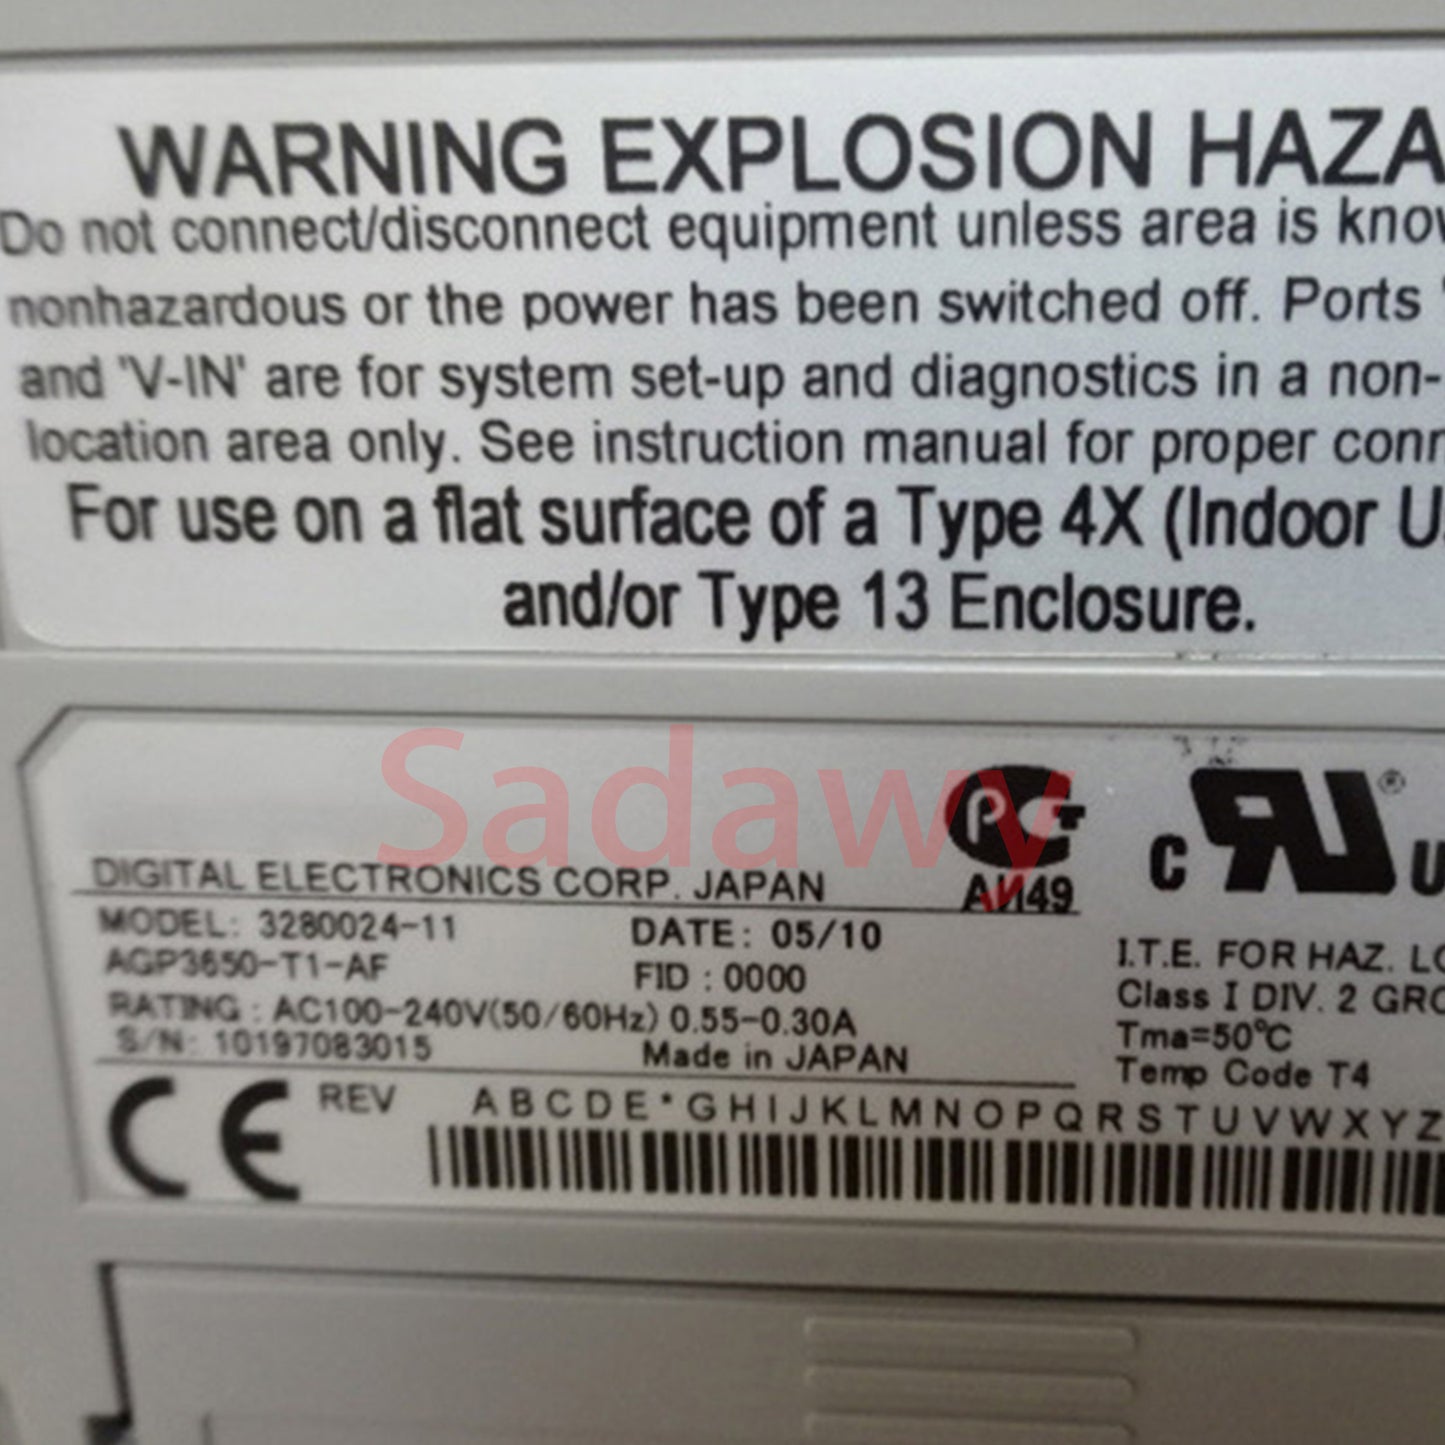 WARNING EXPLOSION HAZA
Do not connect/disconnect equipment unless area is know
nonhazardous or the power has been switched off. Ports '
and 'V-IN' are for system set-up and diagnostics in a non-
location area only. See instruction manual for proper conn
For use on a flat surface of a Type 4X (Indoor U
and/or Type 13 Enclosure.
Sadawy
DIGITAL ELECTRONICS CORP. JAPAN
АИ49
C UL ® U
MODEL: 3280024-11 DATE: 05/10
AGP3650-T1-AF FID : 0000
RATING : AC100-240V(50/60Hz) 0.55-0.30A
S/N: 10197083015 Made in JAPAN
I.T.E. FOR HAZ. LO
Class I DIV. 2 GRO
Tma=50°C
Temp Code T4
CE REV A B C D E * G H I J K L M N O P Q R S T U V W X Y Z